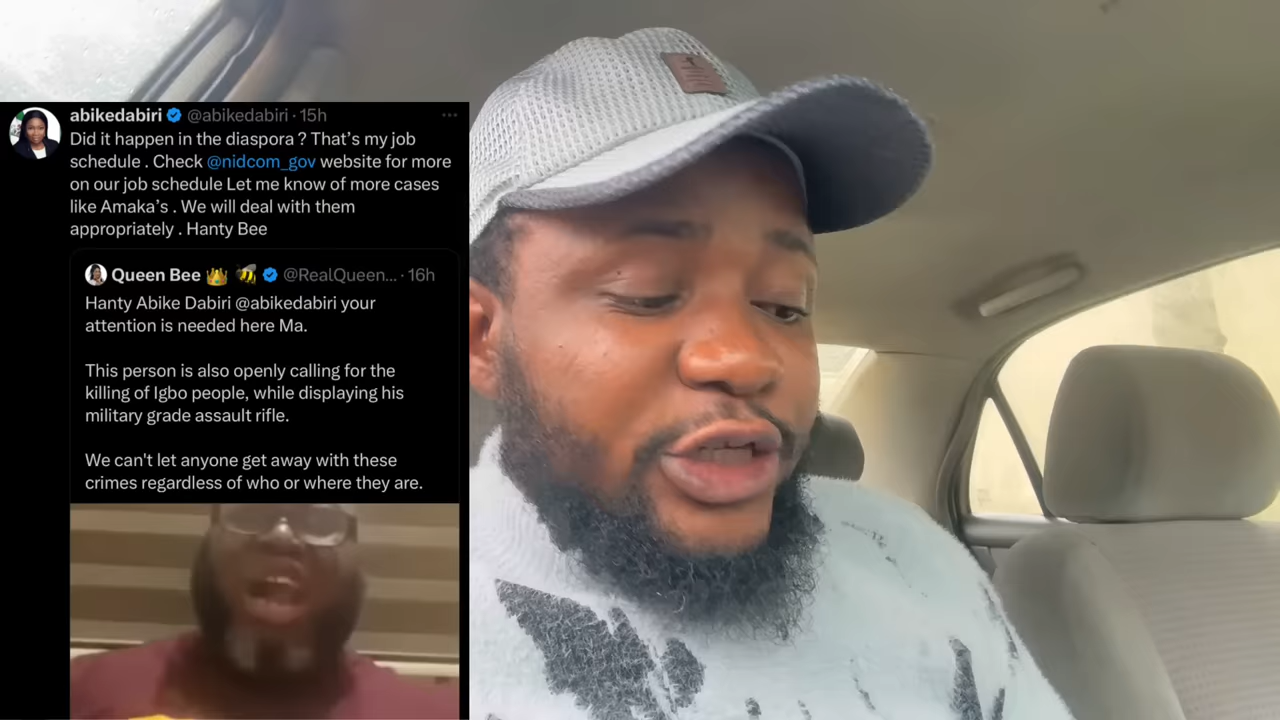 abikedabiri @abikedabiri · 15h
Did it happen in the diaspora ? That’s my job
schedule . Check @nidcom_gov website for more
on our job schedule Let me know of more cases
like Amaka’s . We will deal with them
appropriately . Hanty Bee
Queen Bee 👑 🐝 @RealQueen... · 16h
Hanty Abike Dabiri @abikedabiri your
attention is needed here Ma.
This person is also openly calling for the
killing of Igbo people, while displaying his
military grade assault rifle.
We can't let anyone get away with these
crimes regardless of who or where they are.